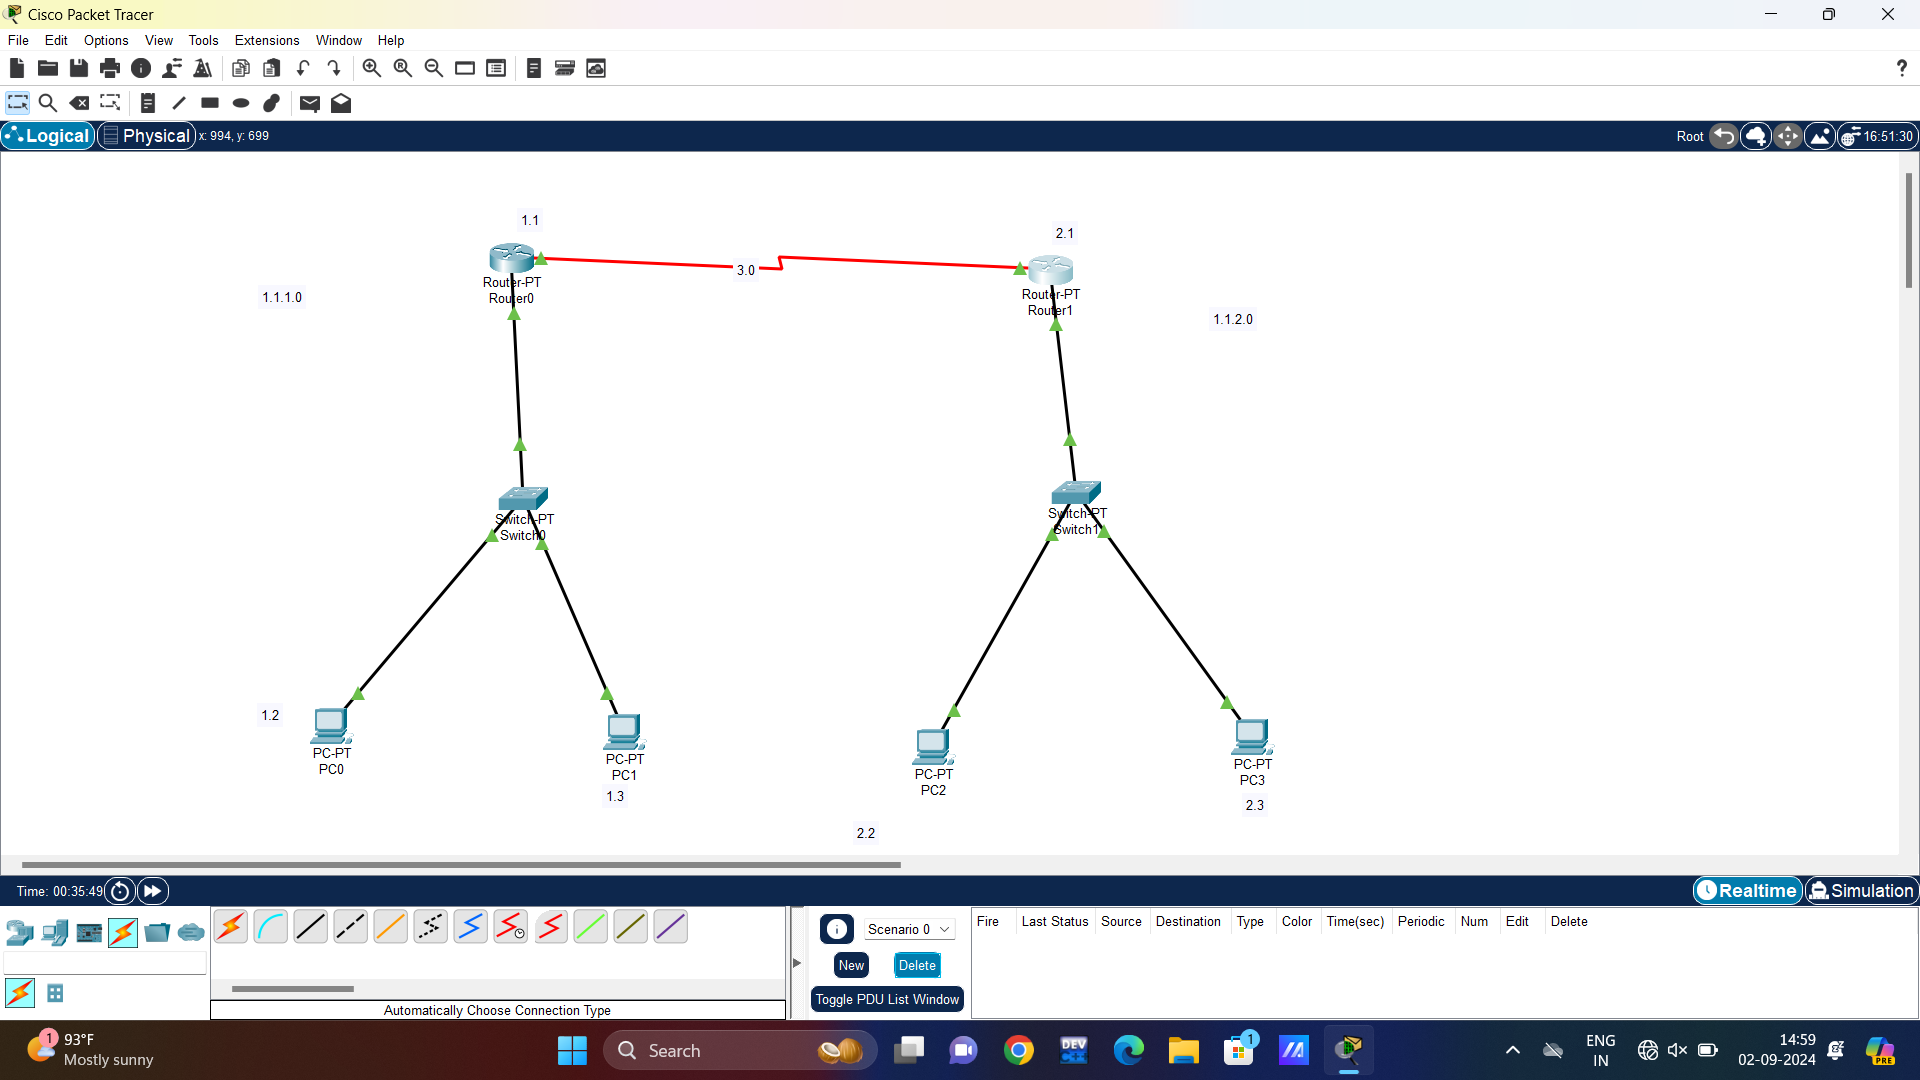 Cisco Packet Tracer
File Edit Options View Tools Extensions Window Help
?
Logical Physical x: 994, y: 699 Root 16:51:30
1.1
2.1
3.0
Router-PT
Router0
Router-PT
Router1
1.1.1.0
1.1.2.0
Switch-PT
Switch0
Switch-PT
Switch1
1.2
PC-PT
PC0
PC-PT
PC1
1.3
PC-PT
PC2
2.2
PC-PT
PC3
2.3
Time: 00:35:49 Realtime Simulation
Scenario 0
New Delete
Toggle PDU List Window
Fire Last Status Source Destination Type Color Time(sec) Periodic Num Edit Delete
Automatically Choose Connection Type
1
93°F
Mostly sunny
Search
DEV
C++
1
ENG
IN
14:59
02-09-2024
PRE